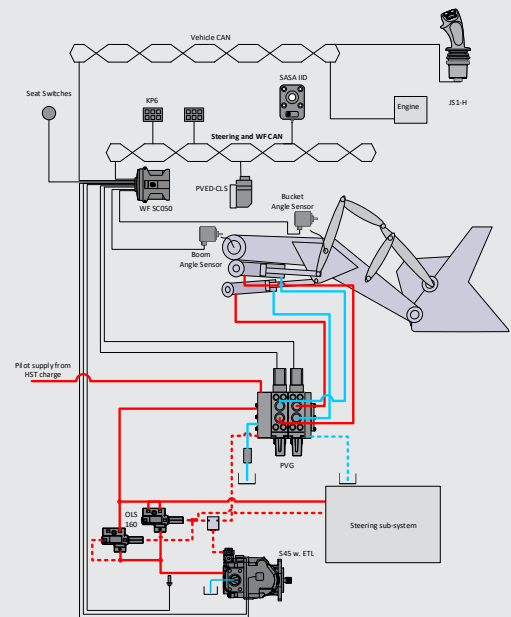 Vehicle CAN
SASA IID
Seat Switches
KP6
JS1-H
Engine
Steering and WF CAN
PVED-CLS
WF SC050
Bucket
Angle Sensor
Boom
Angle Sensor
Pilot supply from
HST charge
PVG
OLS
160
Steering sub-system
S45 w. ETL